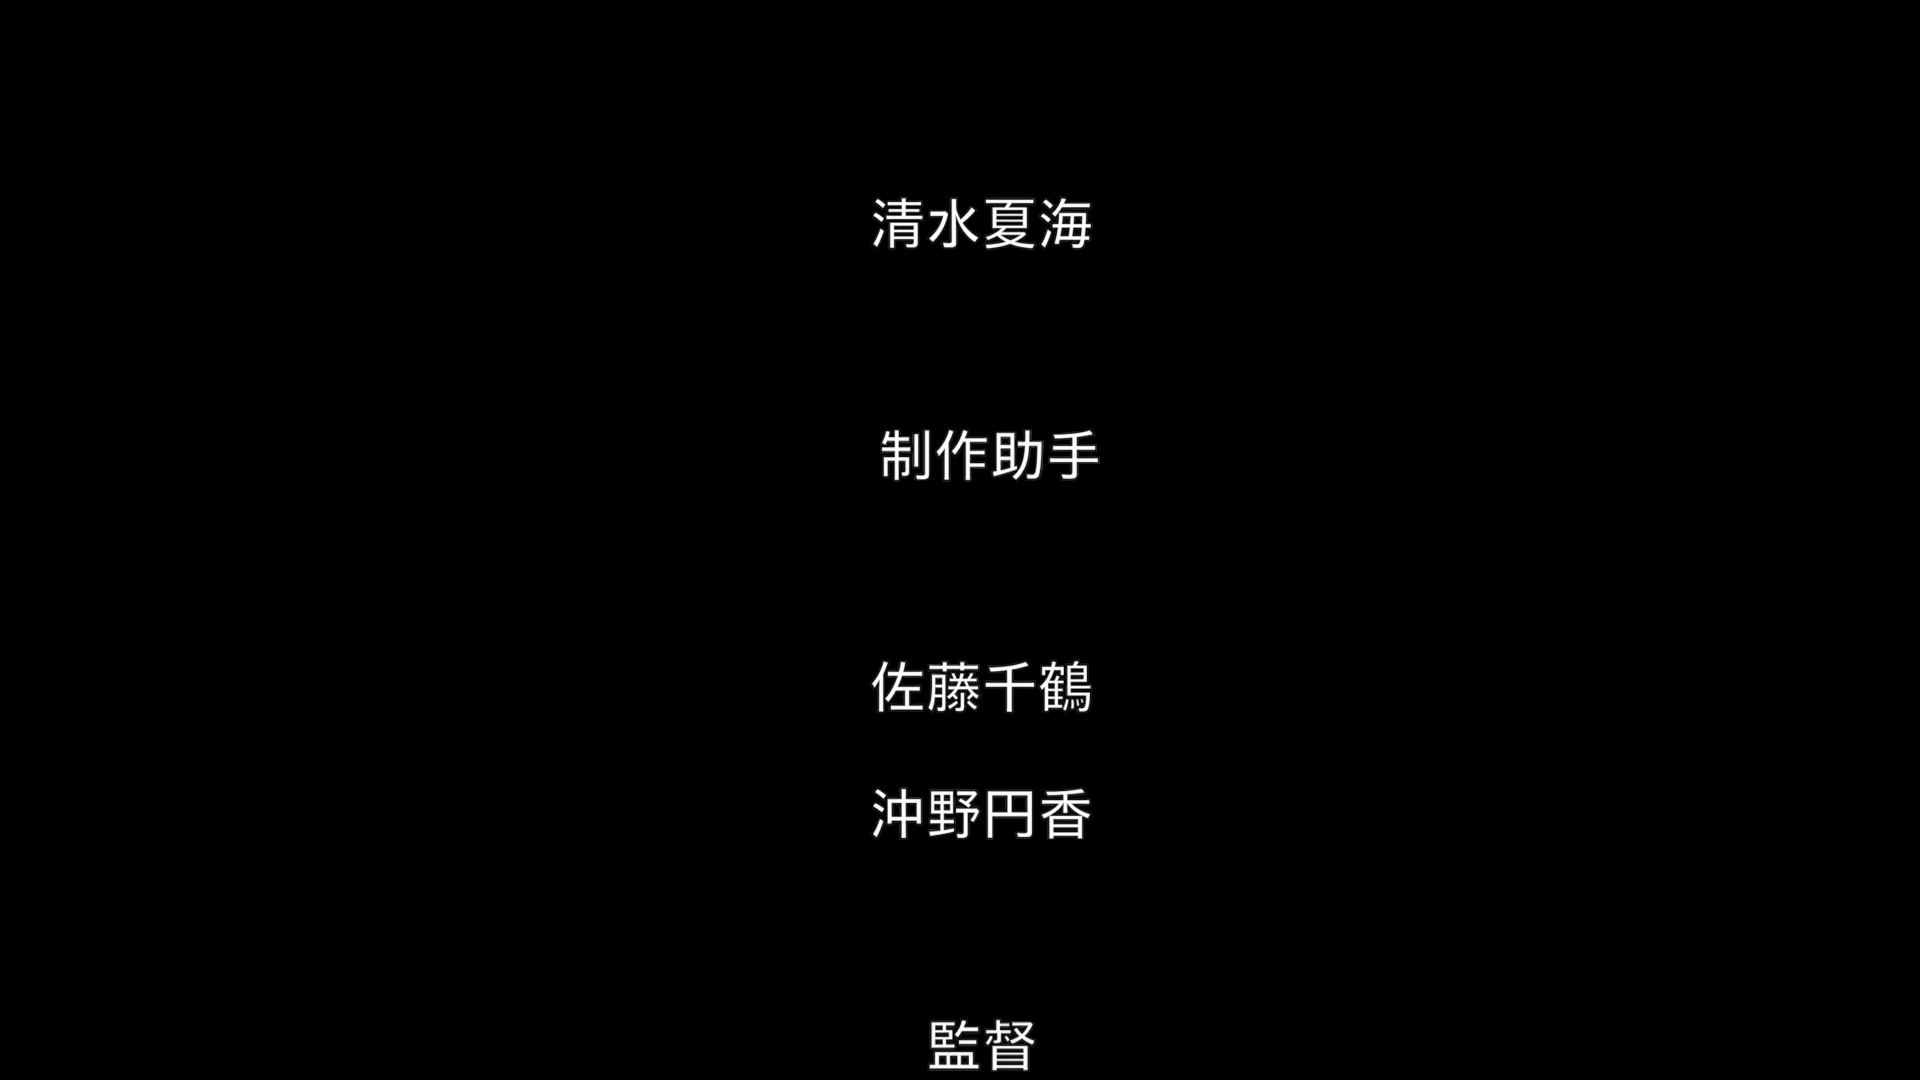 清水夏海
制作助手
佐藤千鶴
沖野円香
監督